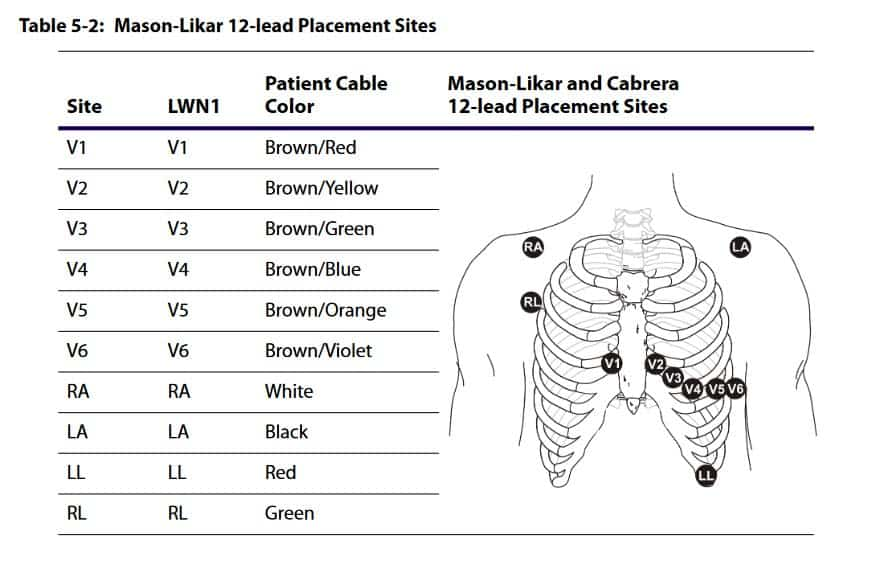 Table 5-2: Mason-Likar 12-lead Placement Sites
Site LWN1 Patient Cable Color Mason-Likar and Cabrera 12-lead Placement Sites
V1 V1 Brown/Red
V2 V2 Brown/Yellow
V3 V3 Brown/Green
V4 V4 Brown/Blue
V5 V5 Brown/Orange
V6 V6 Brown/Violet
RA RA White
LA LA Black
LL LL Red
RL RL Green
RA LA
RL
V1 V2
V3
V4 V5 V6
LL